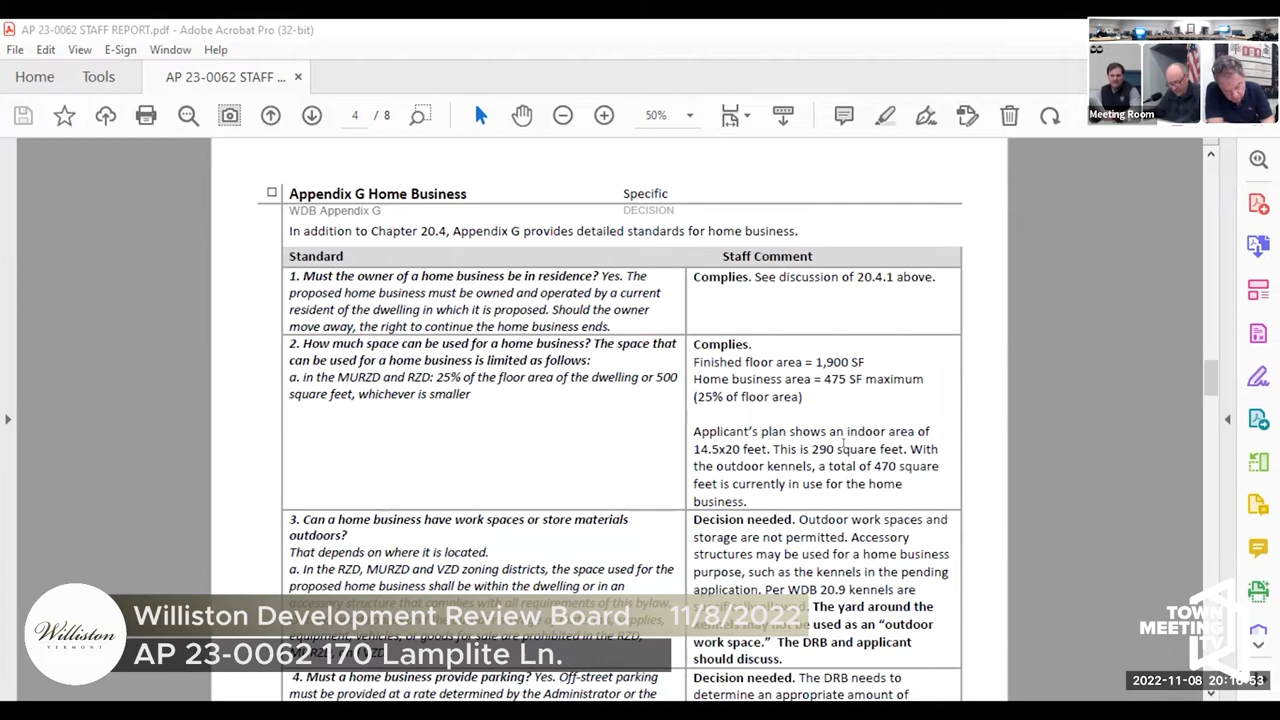 AP 23-0062 STAFF REPORT.pdf - Adobe Acrobat Pro (32-bit)
File Edit View E-Sign Window Help
Home Tools AP 23-0062 STAFF ... ×
4 / 8 50%
Meeting Room
Appendix G Home Business Specific
WDB Appendix G DECISION
In addition to Chapter 20.4, Appendix G provides detailed standards for home business.
Standard Staff Comment
1. Must the owner of a home business be in residence? Yes. The
proposed home business must be owned and operated by a current
resident of the dwelling in which it is proposed. Should the owner
move away, the right to continue the home business ends.
Complies. See discussion of 20.4.1 above.
2. How much space can be used for a home business? The space that
can be used for a home business is limited as follows:
a. in the MURZD and RZD: 25% of the floor area of the dwelling or 500
square feet, whichever is smaller
Complies.
Finished floor area = 1,900 SF
Home business area = 475 SF maximum
(25% of floor area)
Applicant's plan shows an indoor area of
14.5x20 feet. This is 290 square feet. With
the outdoor kennels, a total of 470 square
feet is currently in use for the home
business.
3. Can a home business have work spaces or store materials
outdoors?
That depends on where it is located.
a. In the RZD, MURZD and VZD zoning districts, the space used for the
proposed home business shall be within the dwelling or in an
Decision needed. Outdoor work spaces and
storage are not permitted. Accessory
structures may be used for a home business
purpose, such as the kennels in the pending
application. Per WDB 20.9 kennels are
The yard around the
used as an "outdoor
work space." The DRB and applicant
should discuss.
4. Must a home business provide parking? Yes. Off-street parking
must be provided at a rate determined by the Administrator or the
Decision needed. The DRB needs to
determine an appropriate amount of
Williston
VERMONT
Williston Development Review Board 11/8/2022
AP 23-0062 170 Lamplite Ln.
TOWN
MEETING
TV
2022-11-08 20:16:53